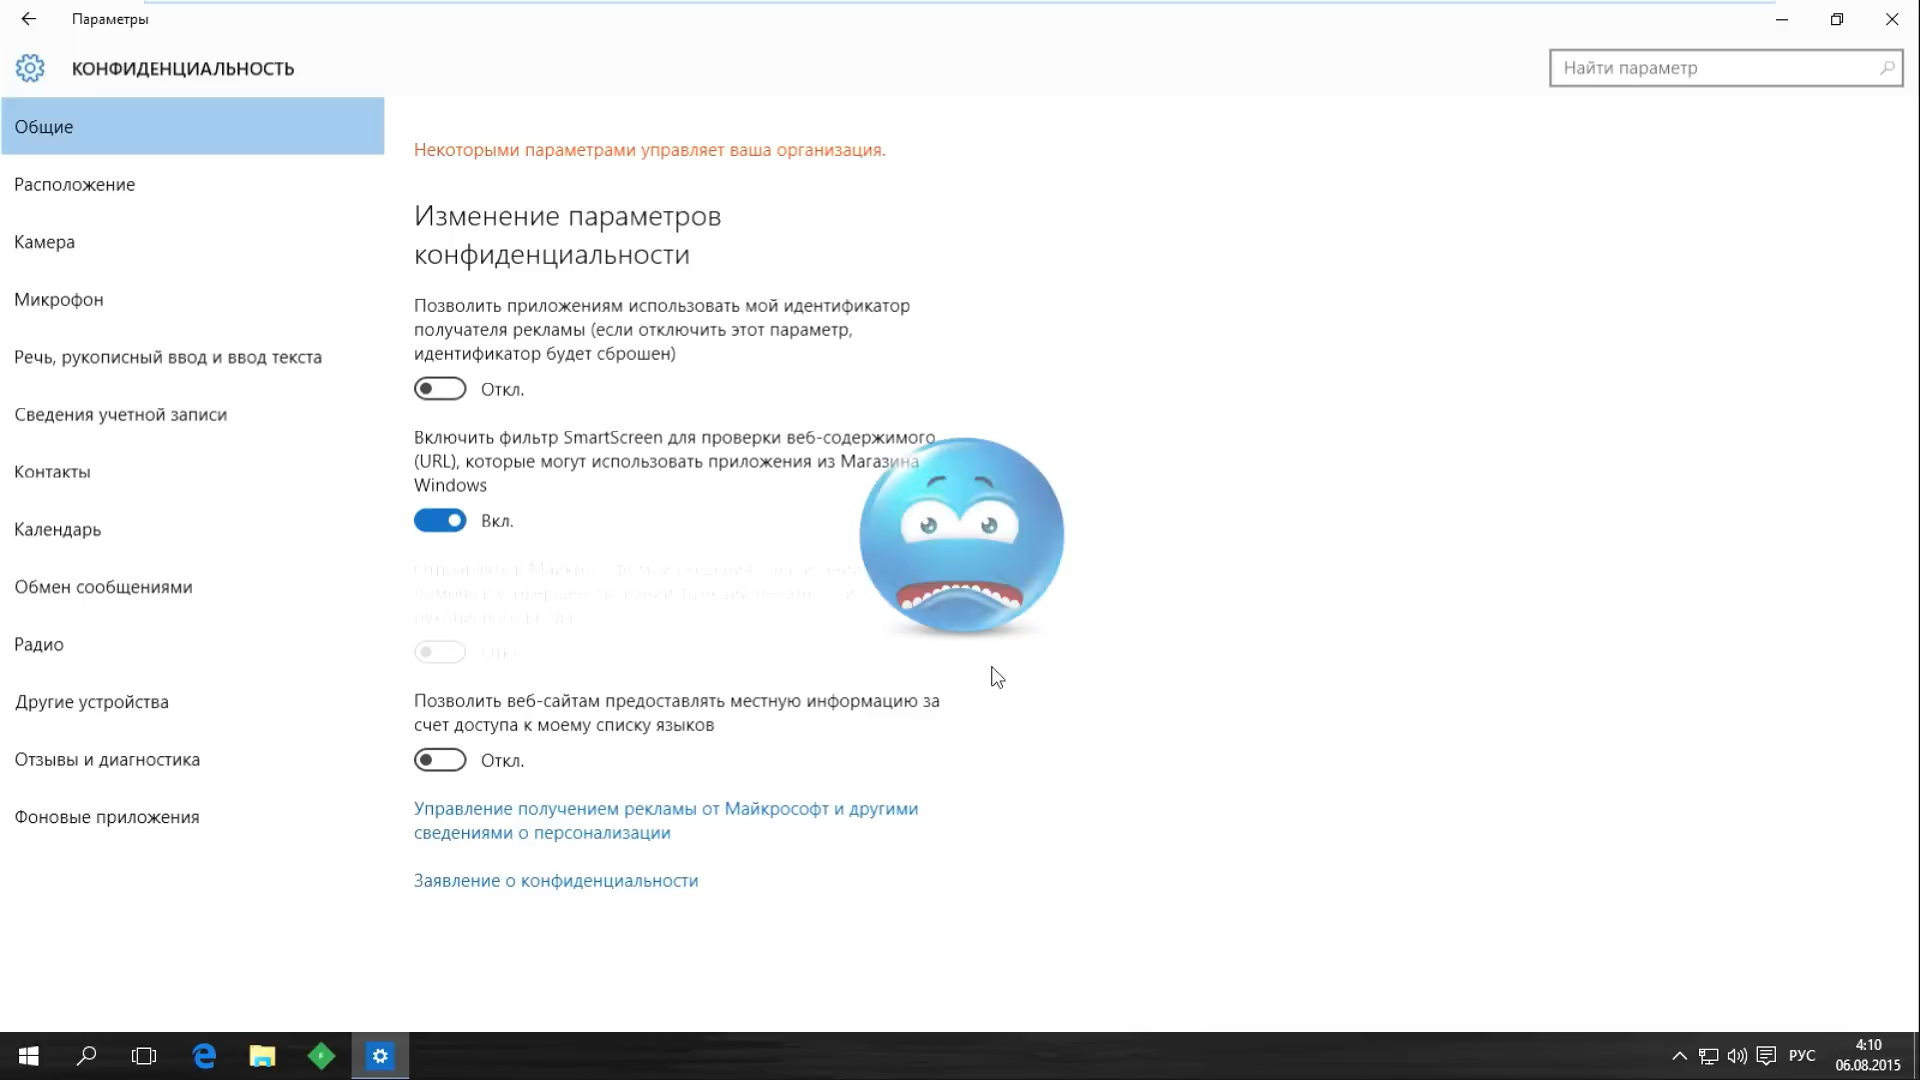 Параметры
КОНФИДЕНЦИАЛЬНОСТЬ
Найти параметр
Общие
Расположение
Камера
Микрофон
Речь, рукописный ввод и ввод текста
Сведения учетной записи
Контакты
Календарь
Обмен сообщениями
Радио
Другие устройства
Отзывы и диагностика
Фоновые приложения
Некоторыми параметрами управляет ваша организация.
Изменение параметров
конфиденциальности
Позволить приложениям использовать мой идентификатор
получателя рекламы (если отключить этот параметр,
идентификатор будет сброшен)
Откл.
Включить фильтр SmartScreen для проверки веб-содержимого
(URL), которые могут использовать приложения из Магазина
Windows
Вкл.
Откл.
Позволить веб-сайтам предоставлять местную информацию за
счет доступа к моему списку языков
Откл.
Управление получением рекламы от Майкрософт и другими
сведениями о персонализации
Заявление о конфиденциальности
РУС
4:10
06.08.2015